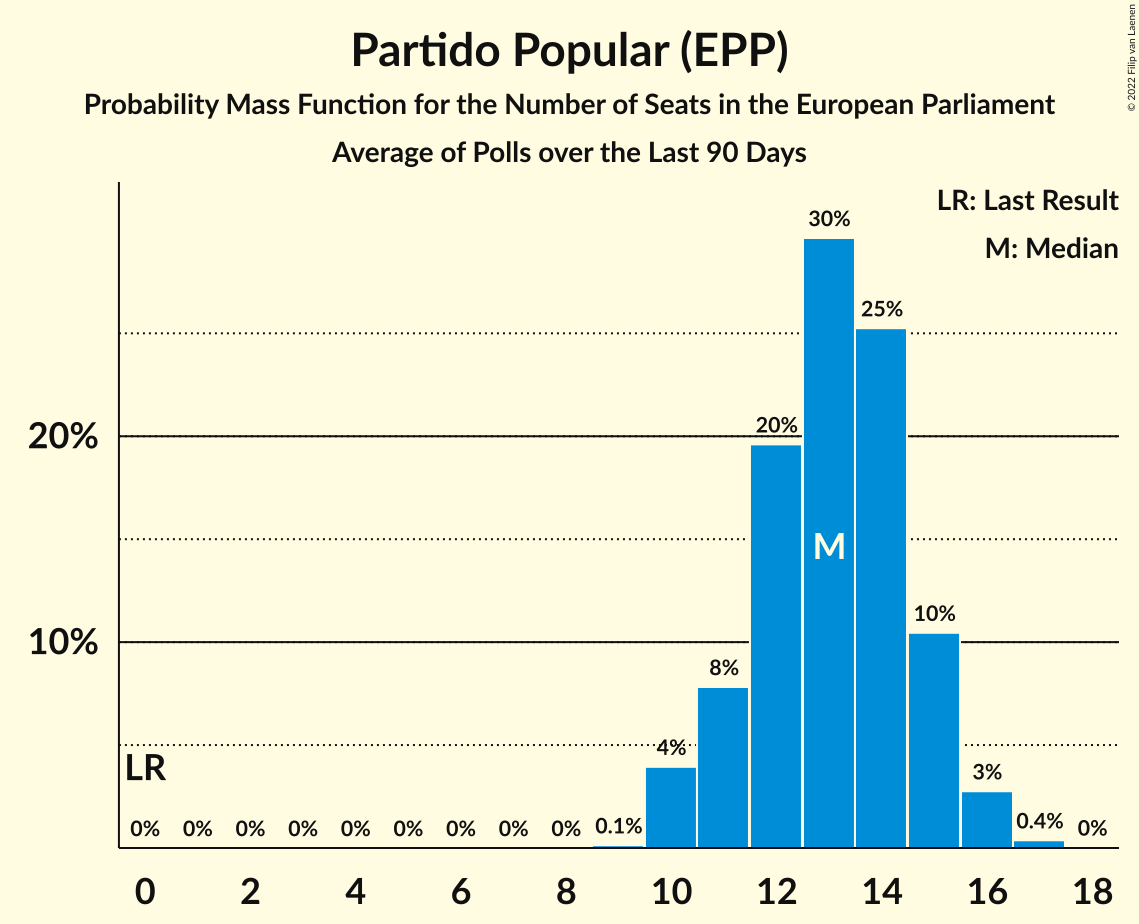 Partido Popular (EPP)
Probability Mass Function for the Number of Seats in the European Parliament
Average of Polls over the Last 90 Days
© 2022 Filip van Laenen
LR: Last Result
M: Median
30%
25%
20%
20%
M
10%
10%
8%
4%
LR
3%
0% 0% 0% 0% 0% 0% 0% 0% 0% 0.1% 0.4% 0%
0 2 4 6 8 10 12 14 16 18